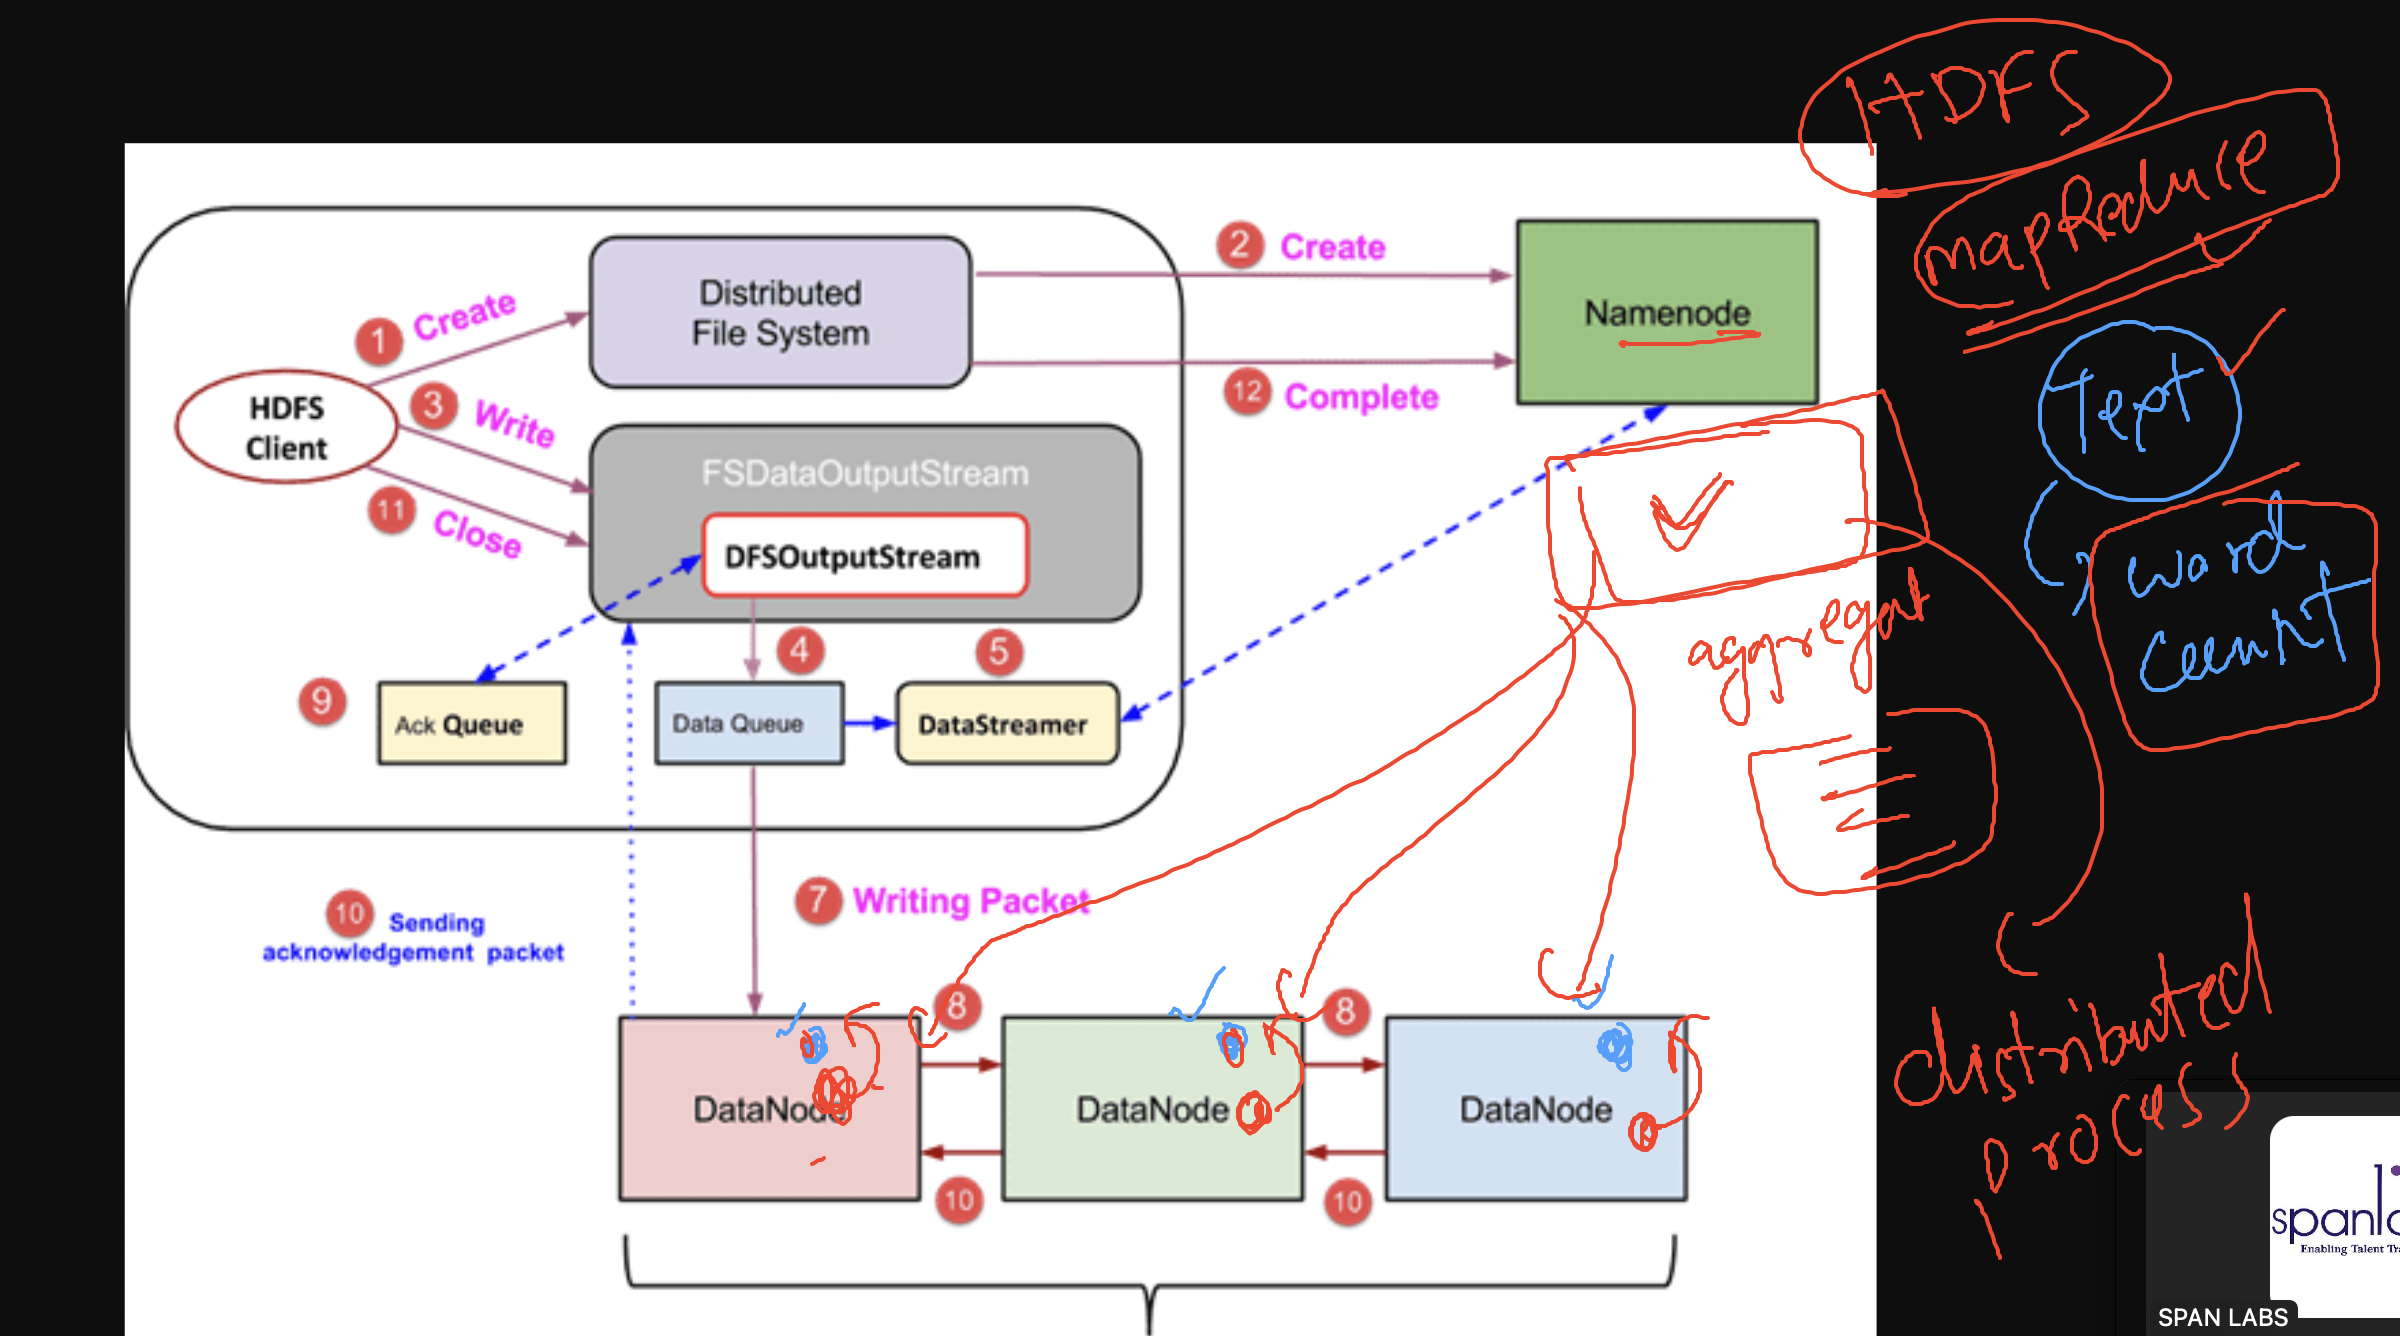 HDFS
mapReduce
2 Create
Distributed
File System
Namenode
1 Create
12 Complete
3 Write
HDFS
Client
Text
FSDataOutputStream
11 Close
DFSOutputStream
word
count
aggregat
4
5
9
Ack Queue
Data Queue
DataStreamer
7 Writing Packet
10 Sending
acknowledgement packet
8
8
distributed
process
DataNode
DataNode
DataNode
10
10
spanl
Enabling Talent Tra
SPAN LABS